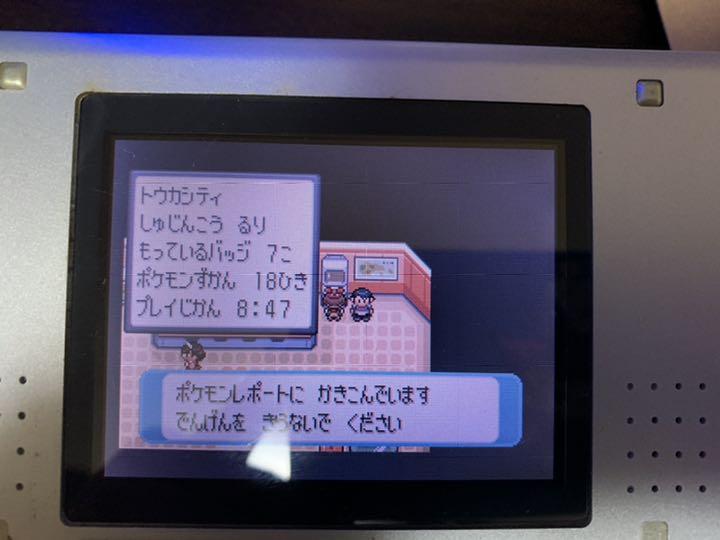 トウカシティ
しゅじんこう るり
もっているバッジ 7こ
ポケモンずかん 18ひき
プレイじかん 8:47
ポケモンレポートに かきこんでいます
でんげんを きらないで ください